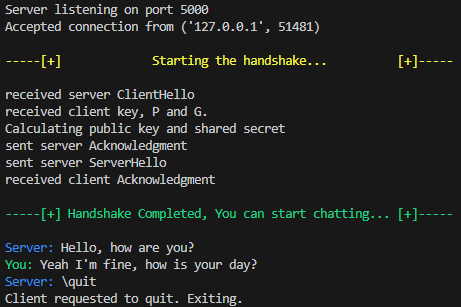 Server listening on port 5000
Accepted connection from ('127.0.0.1', 51481)
-----[+] Starting the handshake... [+]-----
received server ClientHello
received client key, P and G.
Calculating public key and shared secret
sent server Acknowledgment
sent server ServerHello
received client Acknowledgment
-----[+] Handshake Completed, You can start chatting... [+]-----
Server: Hello, how are you?
You: Yeah I'm fine, how is your day?
Server: \quit
Client requested to quit. Exiting.